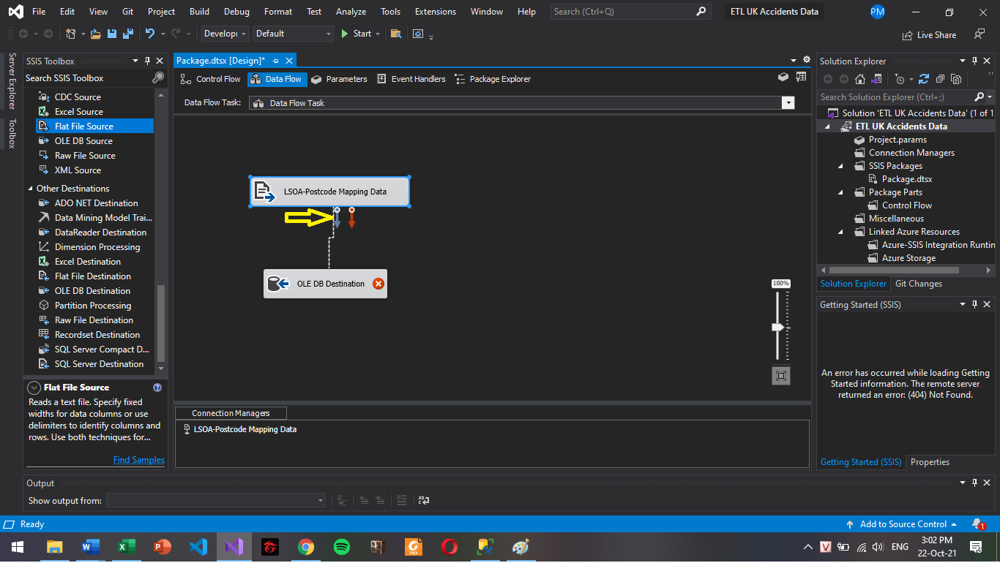 File Edit View Git Project Build Debug Format Test Analyze Tools Extensions Window Help Search (Ctrl+Q) ETL UK Accidents Data PM
Develop Default Start Live Share
Server Explorer
Toolbox
SSIS Toolbox
Search SSIS Toolbox
CDC Source
Excel Source
Flat File Source
OLE DB Source
Raw File Source
XML Source
Other Destinations
ADO NET Destination
Data Mining Model Trai...
DataReader Destination
Dimension Processing
Excel Destination
Flat File Destination
OLE DB Destination
Partition Processing
Raw File Destination
Recordset Destination
SQL Server Compact D...
SQL Server Destination
Flat File Source
Reads a text file. Specify fixed
widths for data columns or use
delimiters to identify columns and
rows. Use both techniques for...
Find Samples
Package.dtsx [Design]*
Control Flow Data Flow Parameters Event Handlers Package Explorer
Data Flow Task: Data Flow Task
LSOA-Postcode Mapping Data
OLE DB Destination
100%
Connection Managers
LSOA-Postcode Mapping Data
Solution Explorer
Search Solution Explorer (Ctrl+;)
Solution 'ETL UK Accidents Data' (1 of 1
ETL UK Accidents Data
Project.params
Connection Managers
SSIS Packages
Package.dtsx
Package Parts
Control Flow
Miscellaneous
Linked Azure Resources
Azure-SSIS Integration Runtin
Azure Storage
Solution Explorer Git Changes
Getting Started (SSIS)
An error has occurred while loading Getting
Started information. The remote server
returned an error: (404) Not Found.
Getting Started (SSIS) Properties
Output
Show output from:
Ready Add to Source Control 1
ENG 3:02 PM
22-Oct-21